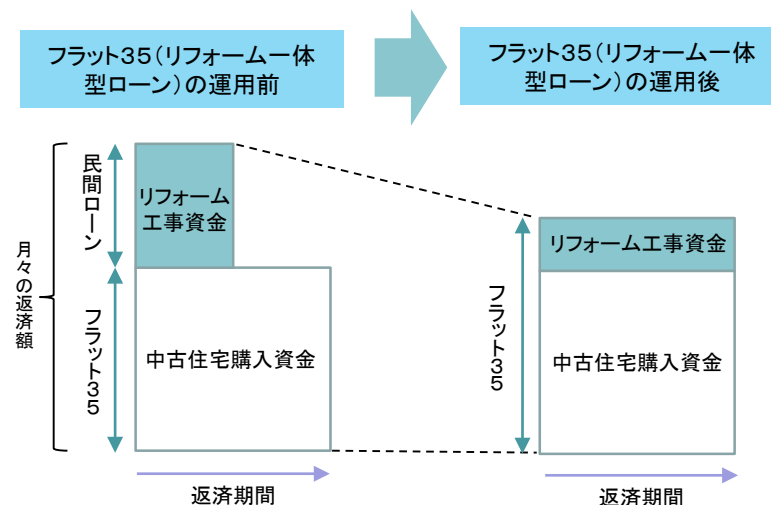 フラット35(リフォーム一体
型ローン)の運用前
フラット35(リフォーム一体
型ローン)の運用後
月々の返済額
民間ローン
フラット35
リフォーム
工事資金
中古住宅購入資金
返済期間
フラット35
リフォーム工事資金
中古住宅購入資金
返済期間